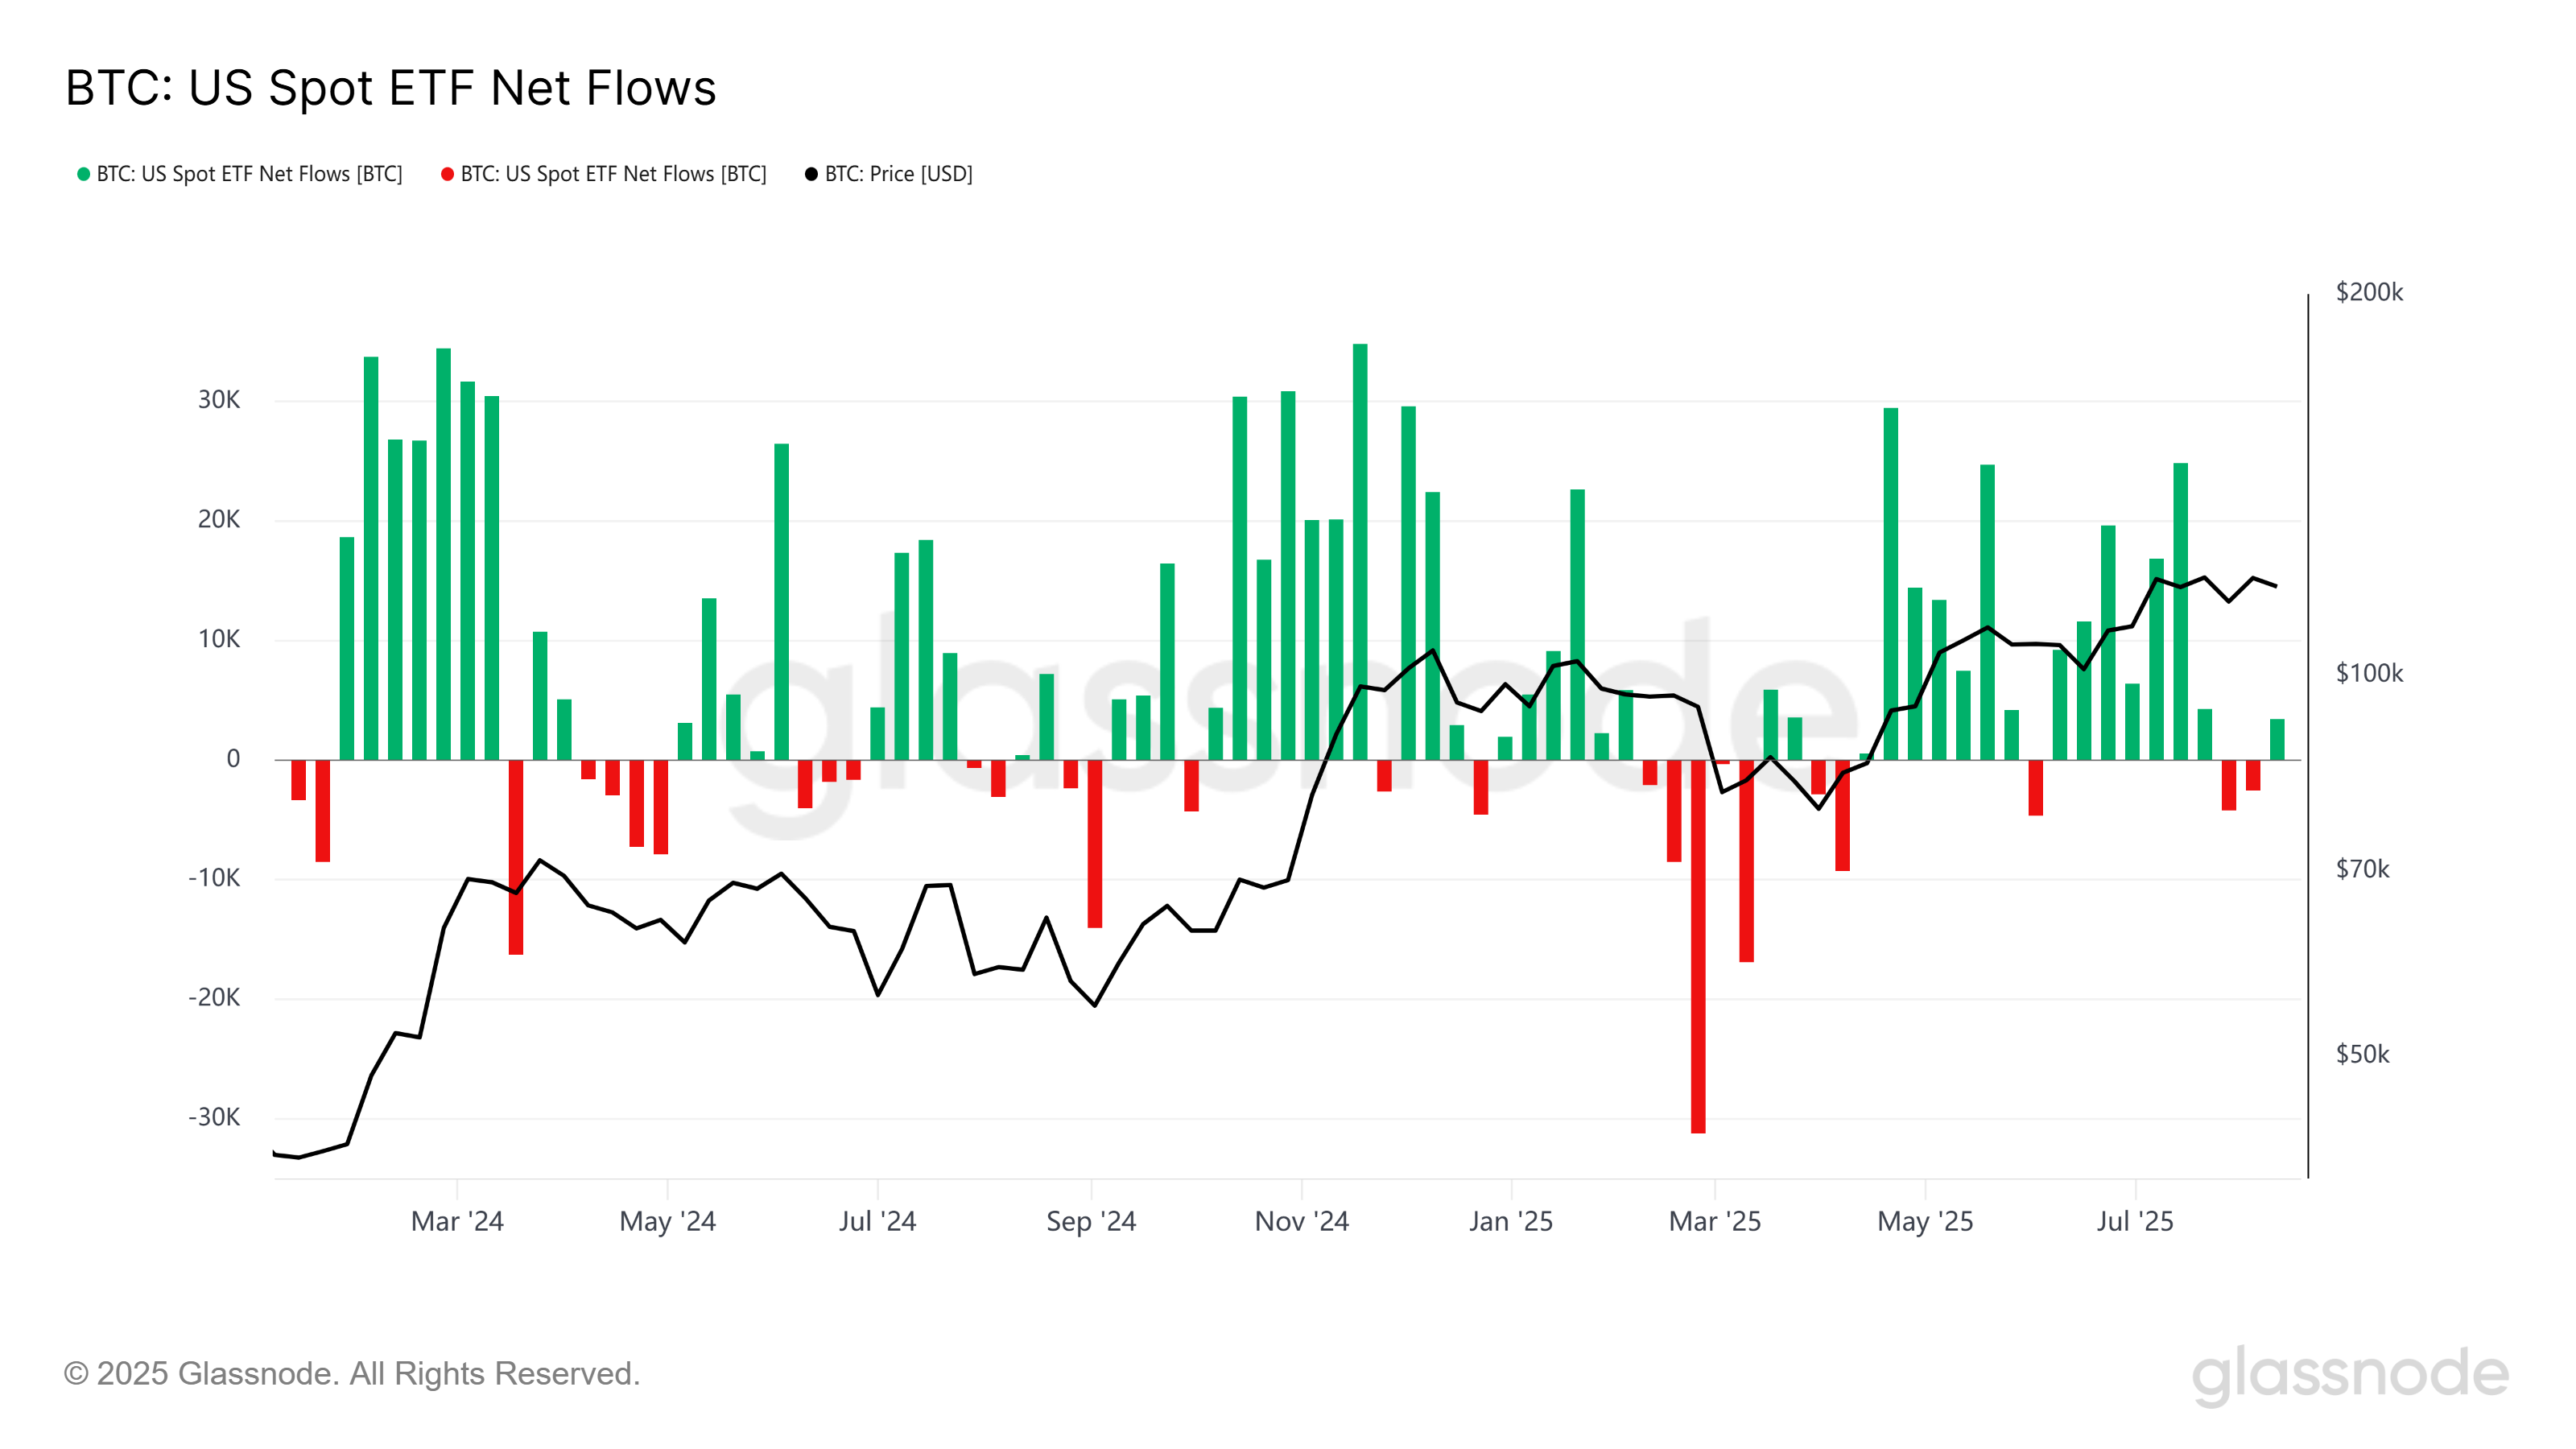 BTC: US Spot ETF Net Flows
BTC: US Spot ETF Net Flows [BTC] BTC: US Spot ETF Net Flows [BTC] BTC: Price [USD]
$200k
30K
20K
10K
$100k
0
-10K
$70k
-20K
$50k
-30K
glassnode
Mar '24 May '24 Jul '24 Sep '24 Nov '24 Jan '25 Mar '25 May '25 Jul '25
© 2025 Glassnode. All Rights Reserved.
glassnode